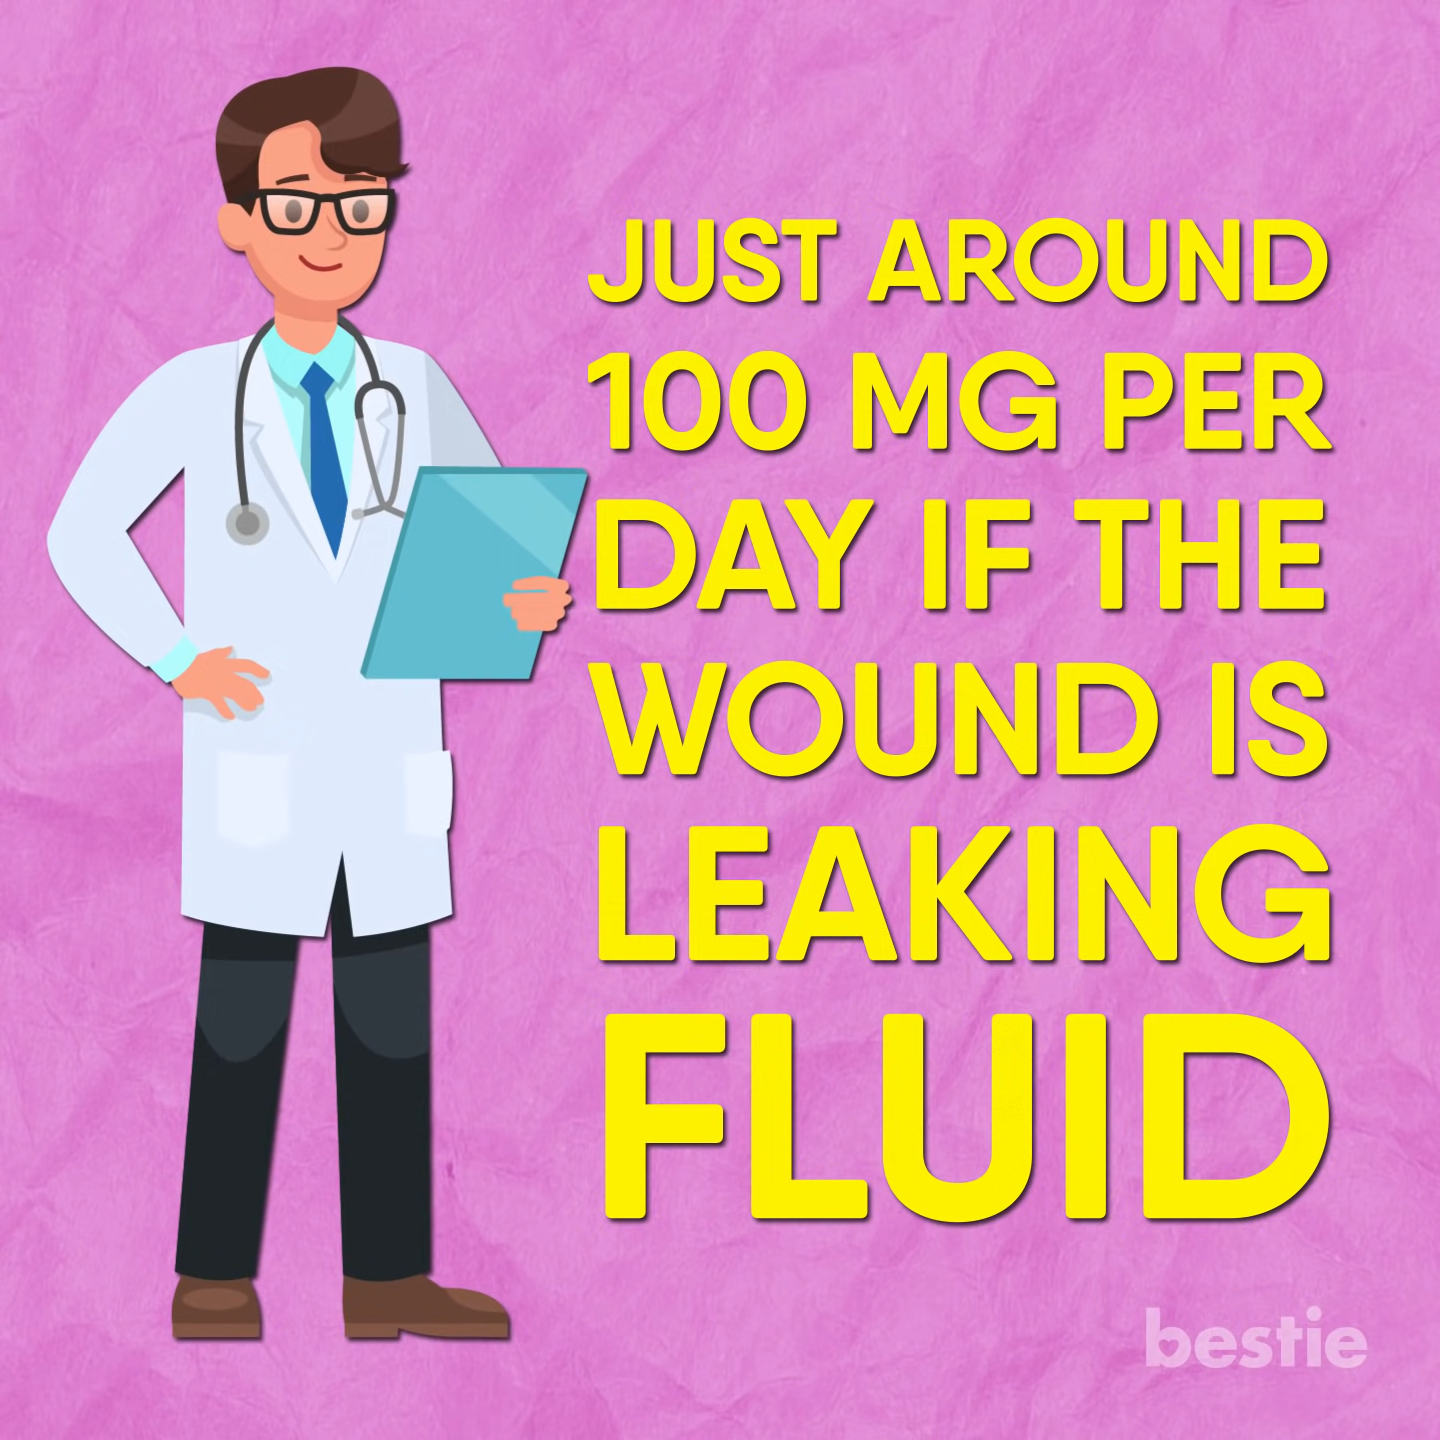 JUST AROUND
100 MG PER
DAY IF THE
WOUND IS
LEAKING
FLUID
bestie